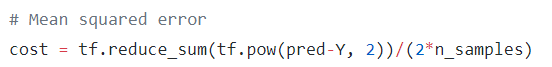 # Mean squared error
cost = tf.reduce_sum(tf.pow(pred-Y, 2))/(2*n_samples)